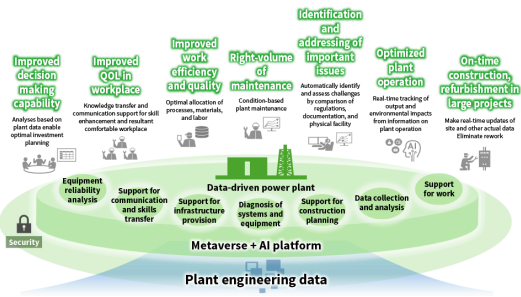 Improved
decision
making
capability
Analyses based on
plant data enable
optimal investment
planning
Improved
QOL in
workplace
Knowledge transfer and
communication support for skill
enhancement and resultant
comfortable workplace
Improved
work
efficiency
and quality
Optimal allocation of
processes, materials,
and labor
Right-volume
of
maintenance
Condition-based
plant maintenance
Identification
and
addressing of
important
issues
Automatically identify
and assess challenges
by comparison of
regulations,
documentation, and
physical facility
Optimized
plant
operation
Real-time tracking of
output and
environmental impacts
from information on
plant operation
AI
On-time
construction,
refurbishment in
large projects
Make real-time updates of
site and other actual data
Eliminate rework
Data-driven power plant
Equipment
reliability
analysis
Support for
communication
and skills
transfer
Support for
infrastructure
provision
Diagnosis of
systems and
equipment
Support for
construction
planning
Data collection
and analysis
Support
for work
Security
Metaverse + AI platform
Plant engineering data